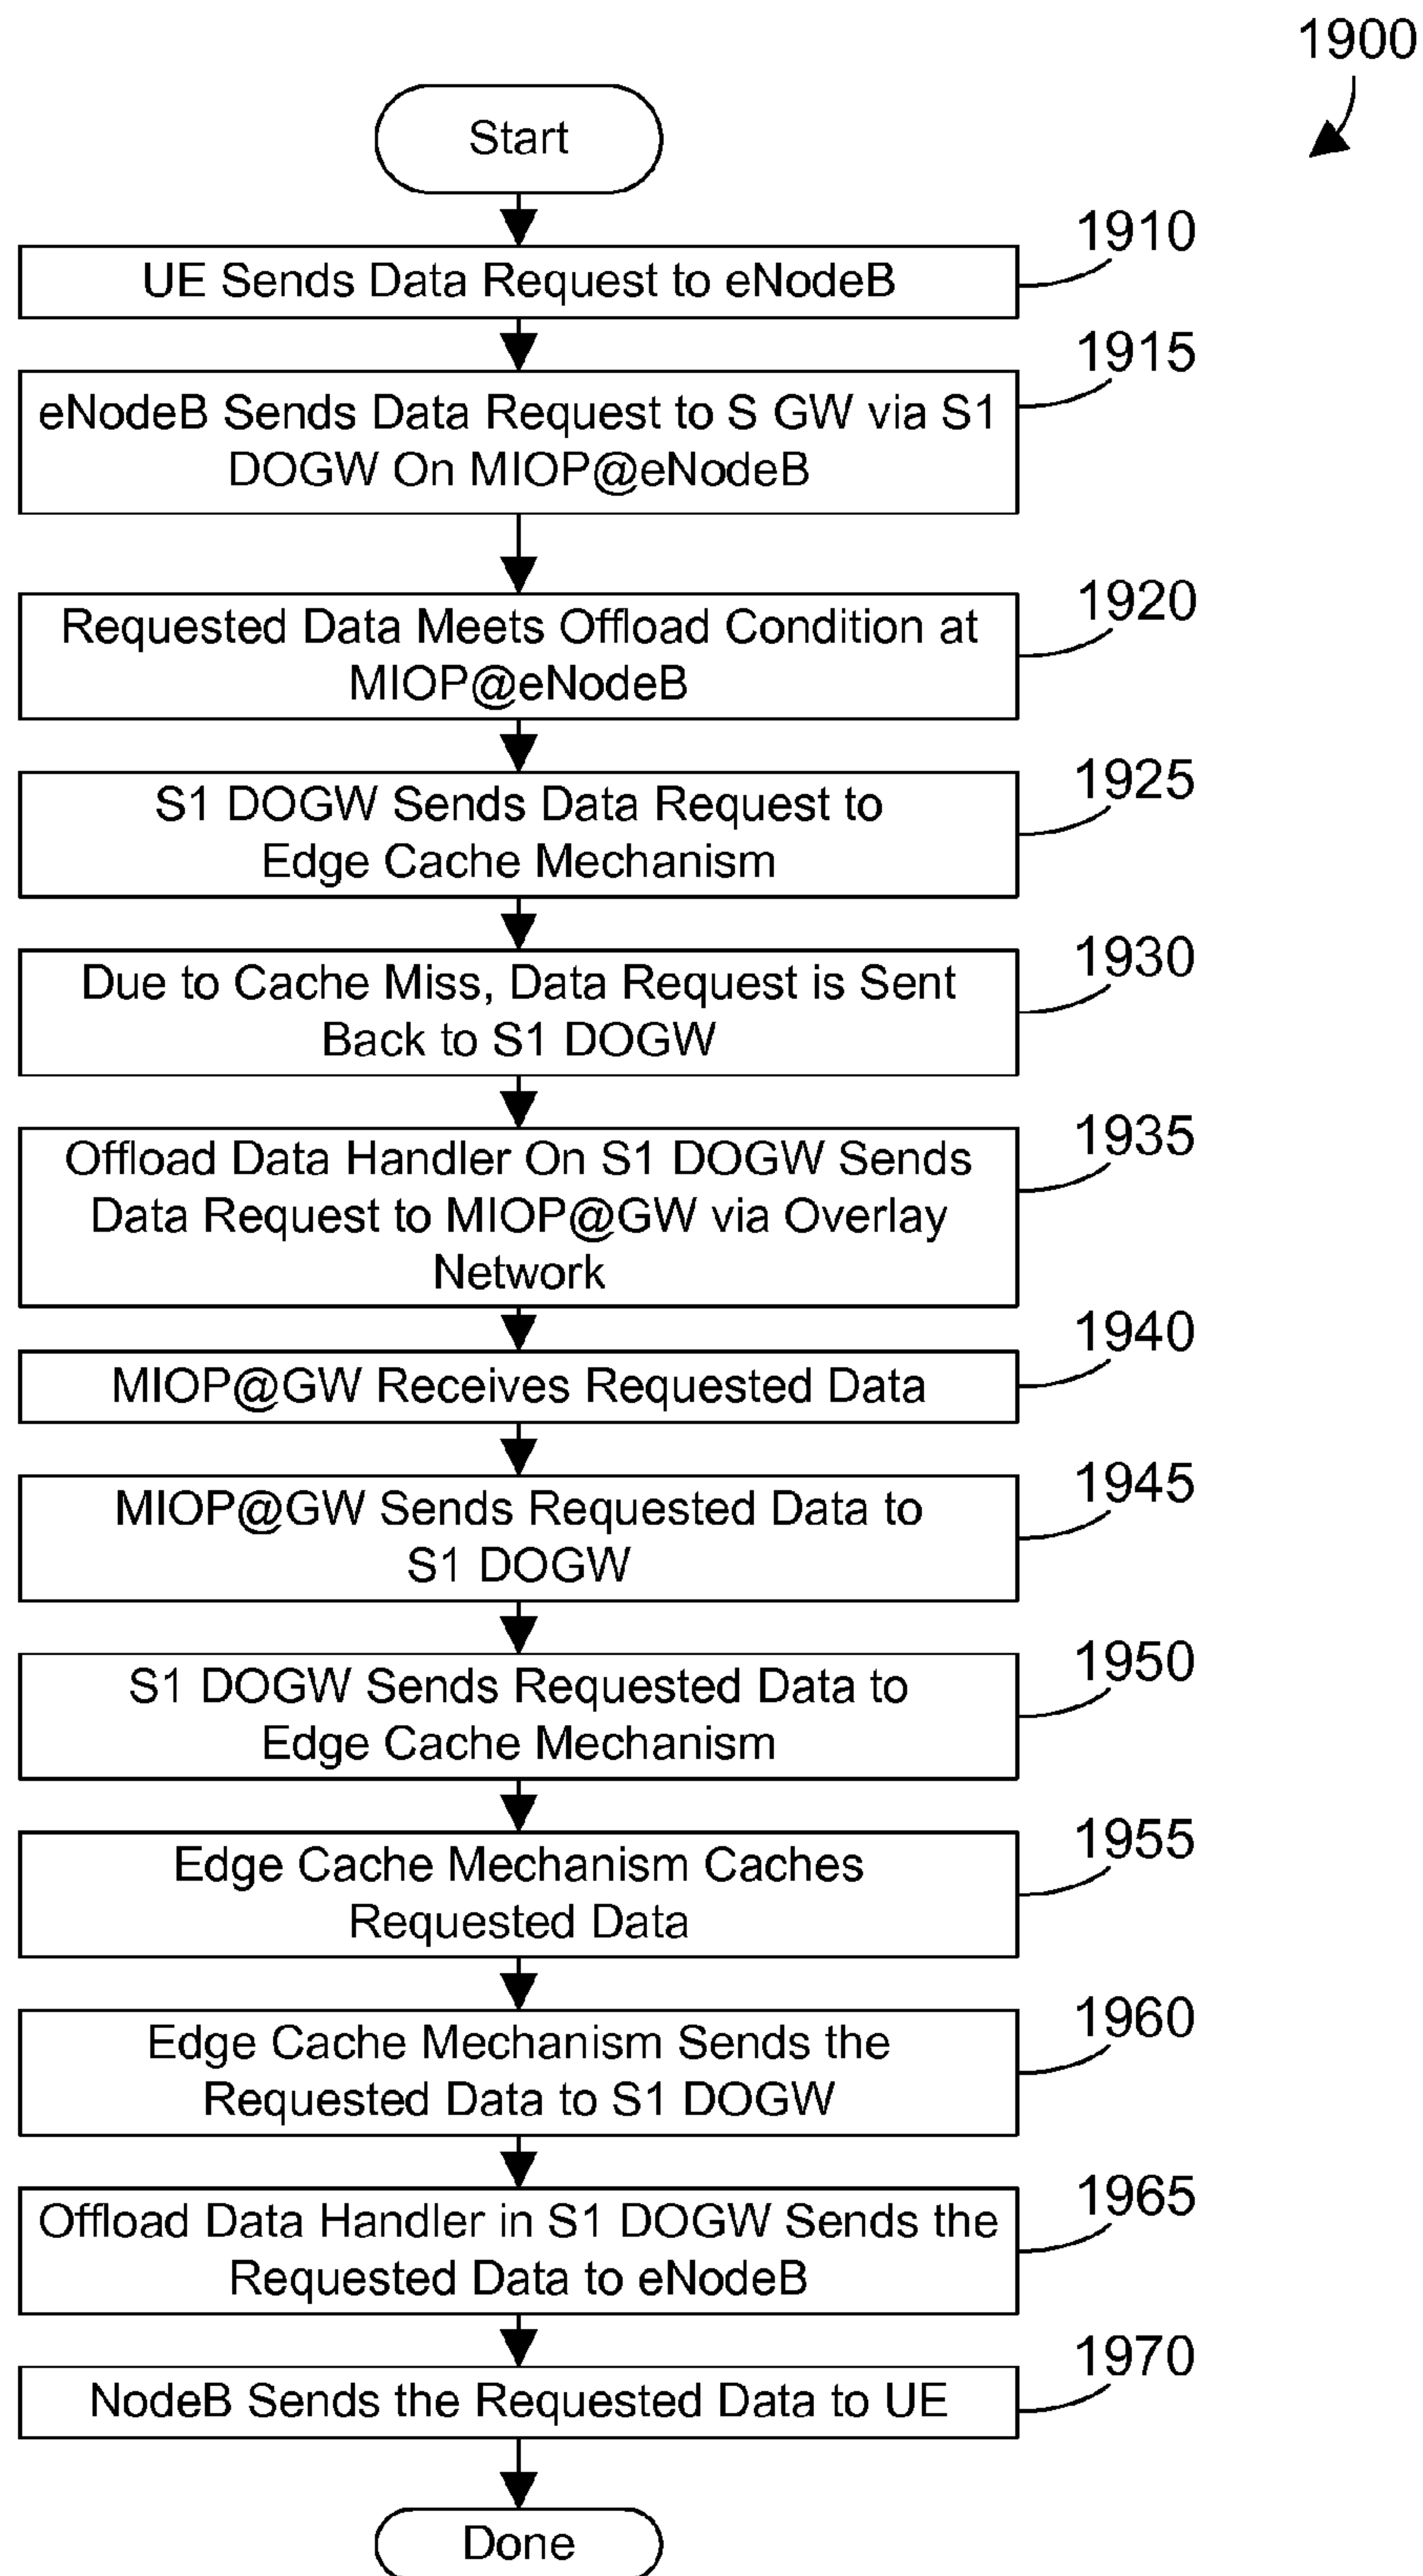 1900
Start
1910
UE Sends Data Request to eNodeB
1915
eNodeB Sends Data Request to S GW via S1
DOGW On MIOP@eNodeB
1920
Requested Data Meets Offload Condition at
MIOP@eNodeB
1925
S1 DOGW Sends Data Request to
Edge Cache Mechanism
1930
Due to Cache Miss, Data Request is Sent
Back to S1 DOGW
1935
Offload Data Handler On S1 DOGW Sends
Data Request to MIOP@GW via Overlay
Network
1940
MIOP@GW Receives Requested Data
1945
MIOP@GW Sends Requested Data to
S1 DOGW
1950
S1 DOGW Sends Requested Data to
Edge Cache Mechanism
1955
Edge Cache Mechanism Caches
Requested Data
1960
Edge Cache Mechanism Sends the
Requested Data to S1 DOGW
1965
Offload Data Handler in S1 DOGW Sends the
Requested Data to eNodeB
1970
NodeB Sends the Requested Data to UE
Done